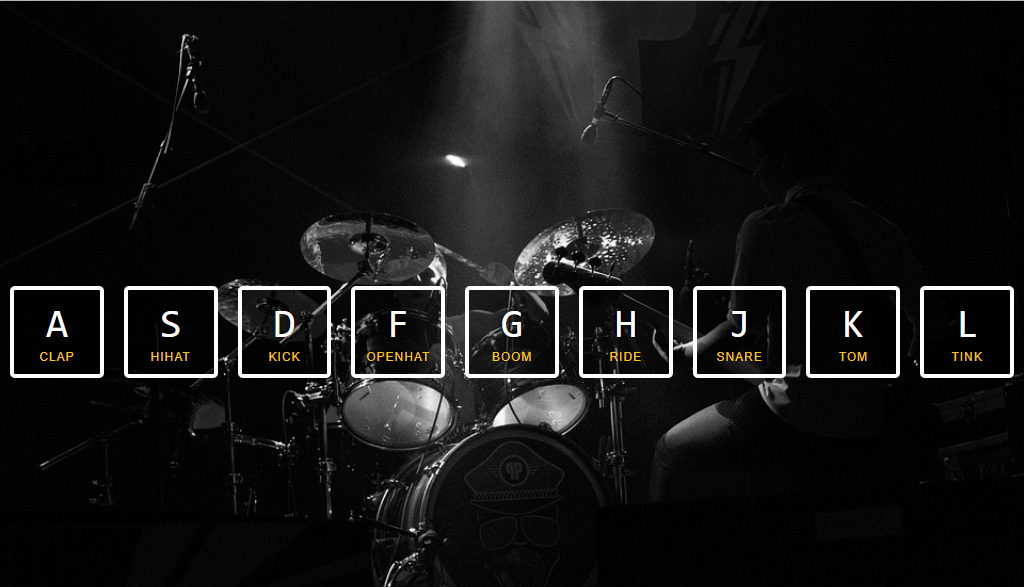 A S D F G H J K L
CLAP HIHAT KICK OPENHAT BOOM RIDE SNARE TOM TINK